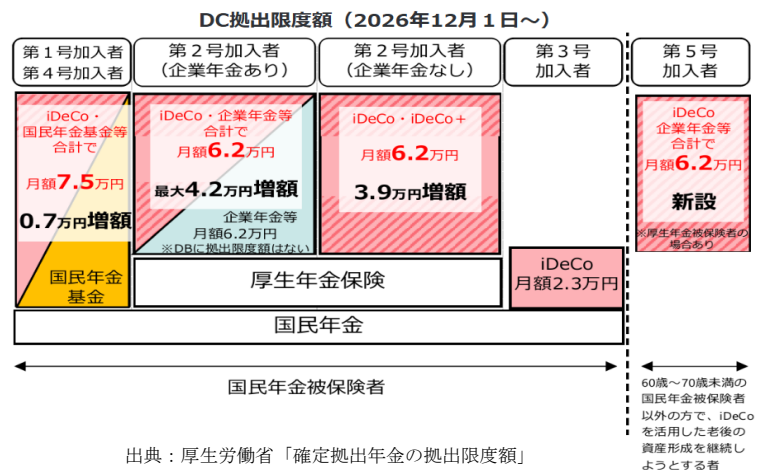 DC拠出限度額（2026年12月１日～）
第１号加入者
第４号加入者
第２号加入者
（企業年金あり）
第２号加入者
（企業年金なし）
第３号
加入者
第５号
加入者
iDeCo・
国民年金基金等
合計で
月額7.5万円
0.7万円増額
国民年金
基金
iDeCo・企業年金等
合計で
月額6.2万円
最大4.2万円増額
企業年金等
月額6.2万円
※DBに拠出限度額はない
iDeCo・iDeCo＋
月額6.2万円
3.9万円増額
iDeCo
月額2.3万円
iDeCo
企業年金等
合計で
月額6.2万円
新設
※厚生年金被保険者の
場合あり
厚生年金保険
国民年金
国民年金被保険者
60歳～70歳未満の
国民年金被保険者
以外の方で、iDeCo
を活用した老後の
資産形成を継続し
ようとする者
出典：厚生労働省「確定拠出年金の拠出限度額」